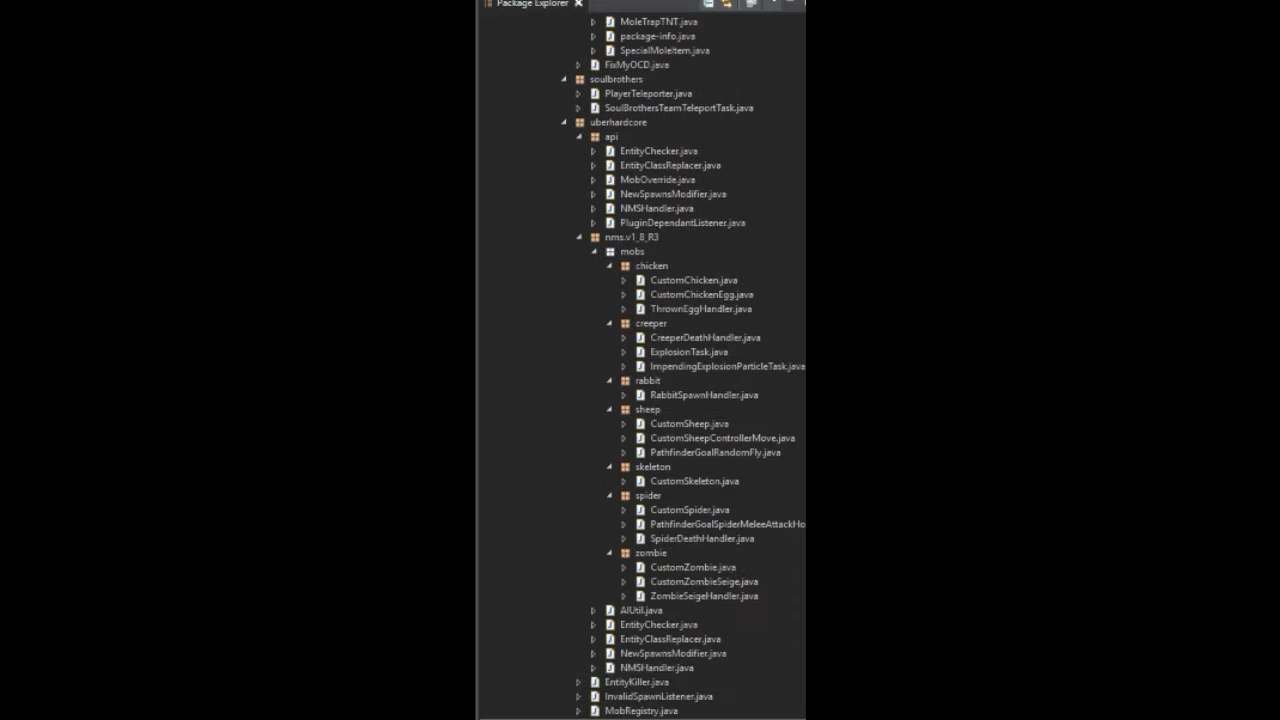 Package Explorer
MoleTrapTNT.java
package-info.java
SpecialMoleItem.java
FixMyOCD.java
soulbrothers
PlayerTeleporter.java
SoulBrothersTeamTeleportTask.java
uberhardcore
api
EntityChecker.java
EntityClassReplacer.java
MobOverride.java
NewSpawnsModifier.java
NMSHandler.java
PluginDependantListener.java
nms.v1_8_R3
mobs
chicken
CustomChicken.java
CustomChickenEgg.java
ThrownEggHandler.java
creeper
CreeperDeathHandler.java
ExplosionTask.java
ImpendingExplosionParticleTask.java
rabbit
RabbitSpawnHandler.java
sheep
CustomSheep.java
CustomSheepControllerMove.java
PathfinderGoalRandomFly.java
skeleton
CustomSkeleton.java
spider
CustomSpider.java
PathfinderGoalSpiderMeleeAttackHo
SpiderDeathHandler.java
zombie
CustomZombie.java
CustomZombieSeige.java
ZombieSeigeHandler.java
AIUtil.java
EntityChecker.java
EntityClassReplacer.java
NewSpawnsModifier.java
NMSHandler.java
EntityKiller.java
InvalidSpawnListener.java
MobRegistry.java